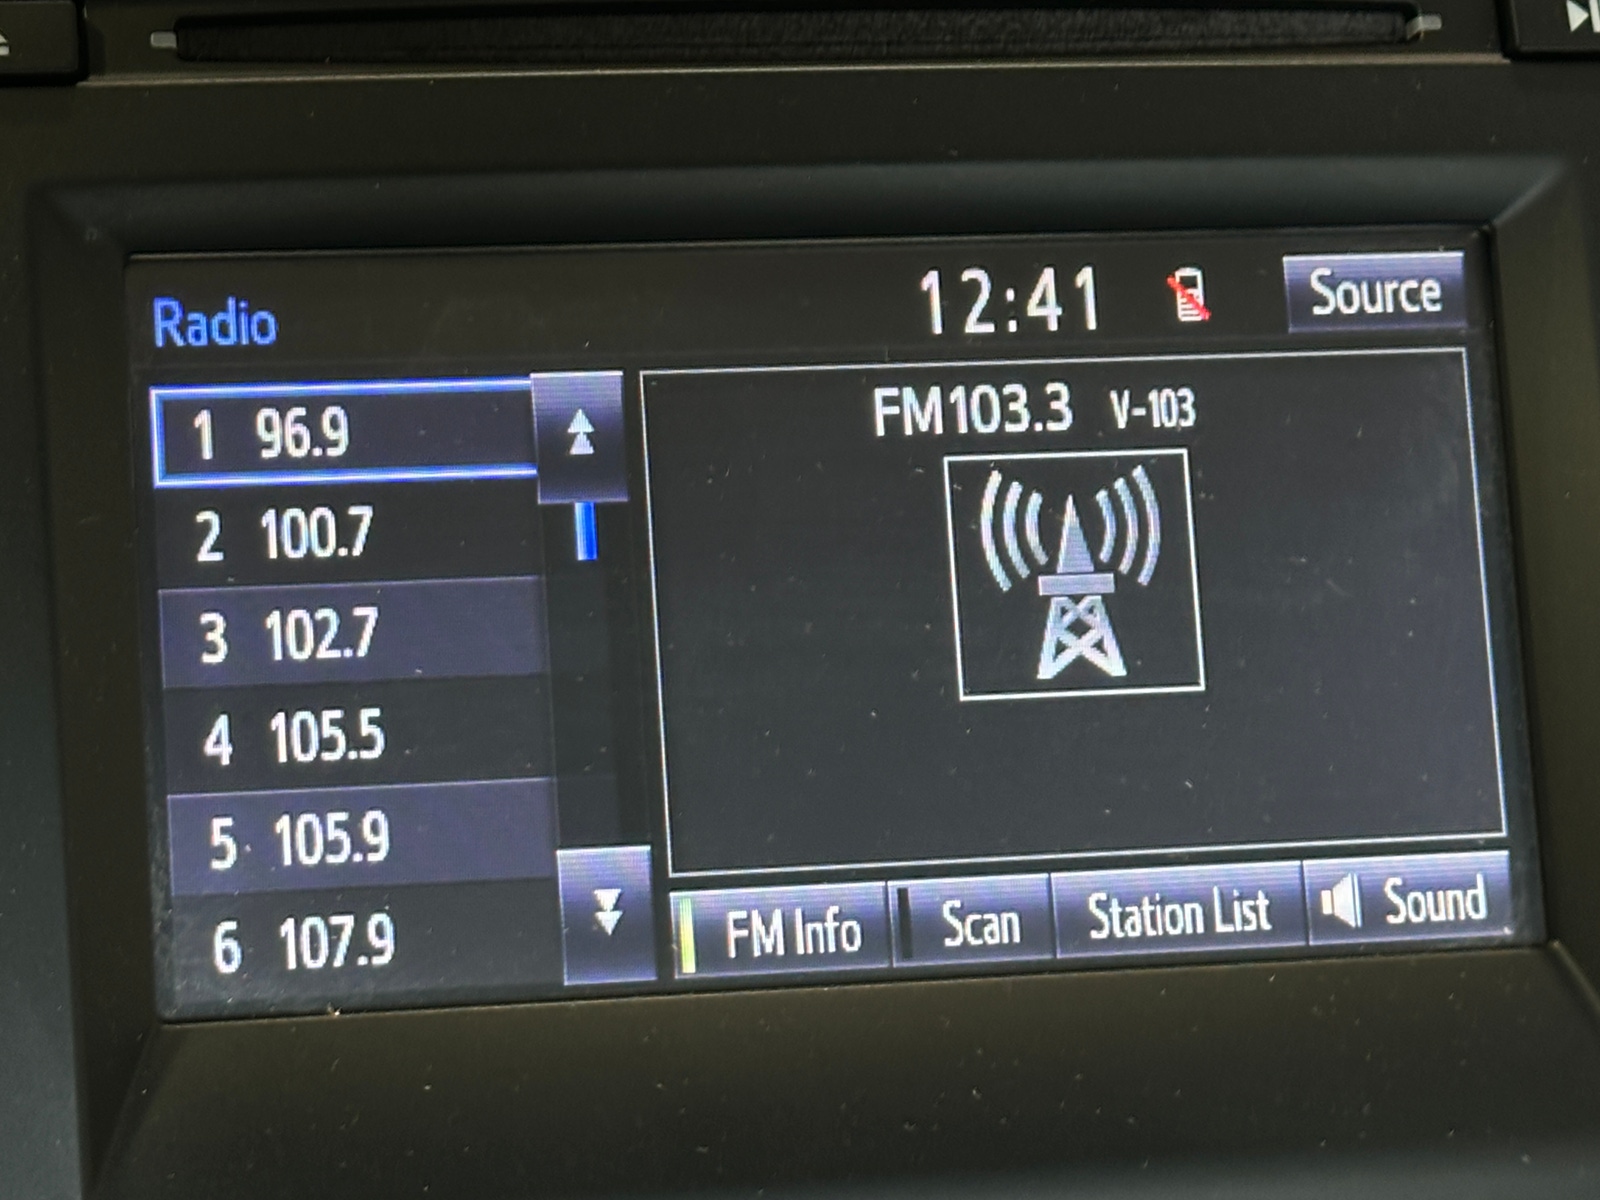 Radio
12:41
Source
1 96.9
2 100.7
3 102.7
4 105.5
5 105.9
6 107.9
FM103.3 V-103
FM Info
Scan
Station List
Sound